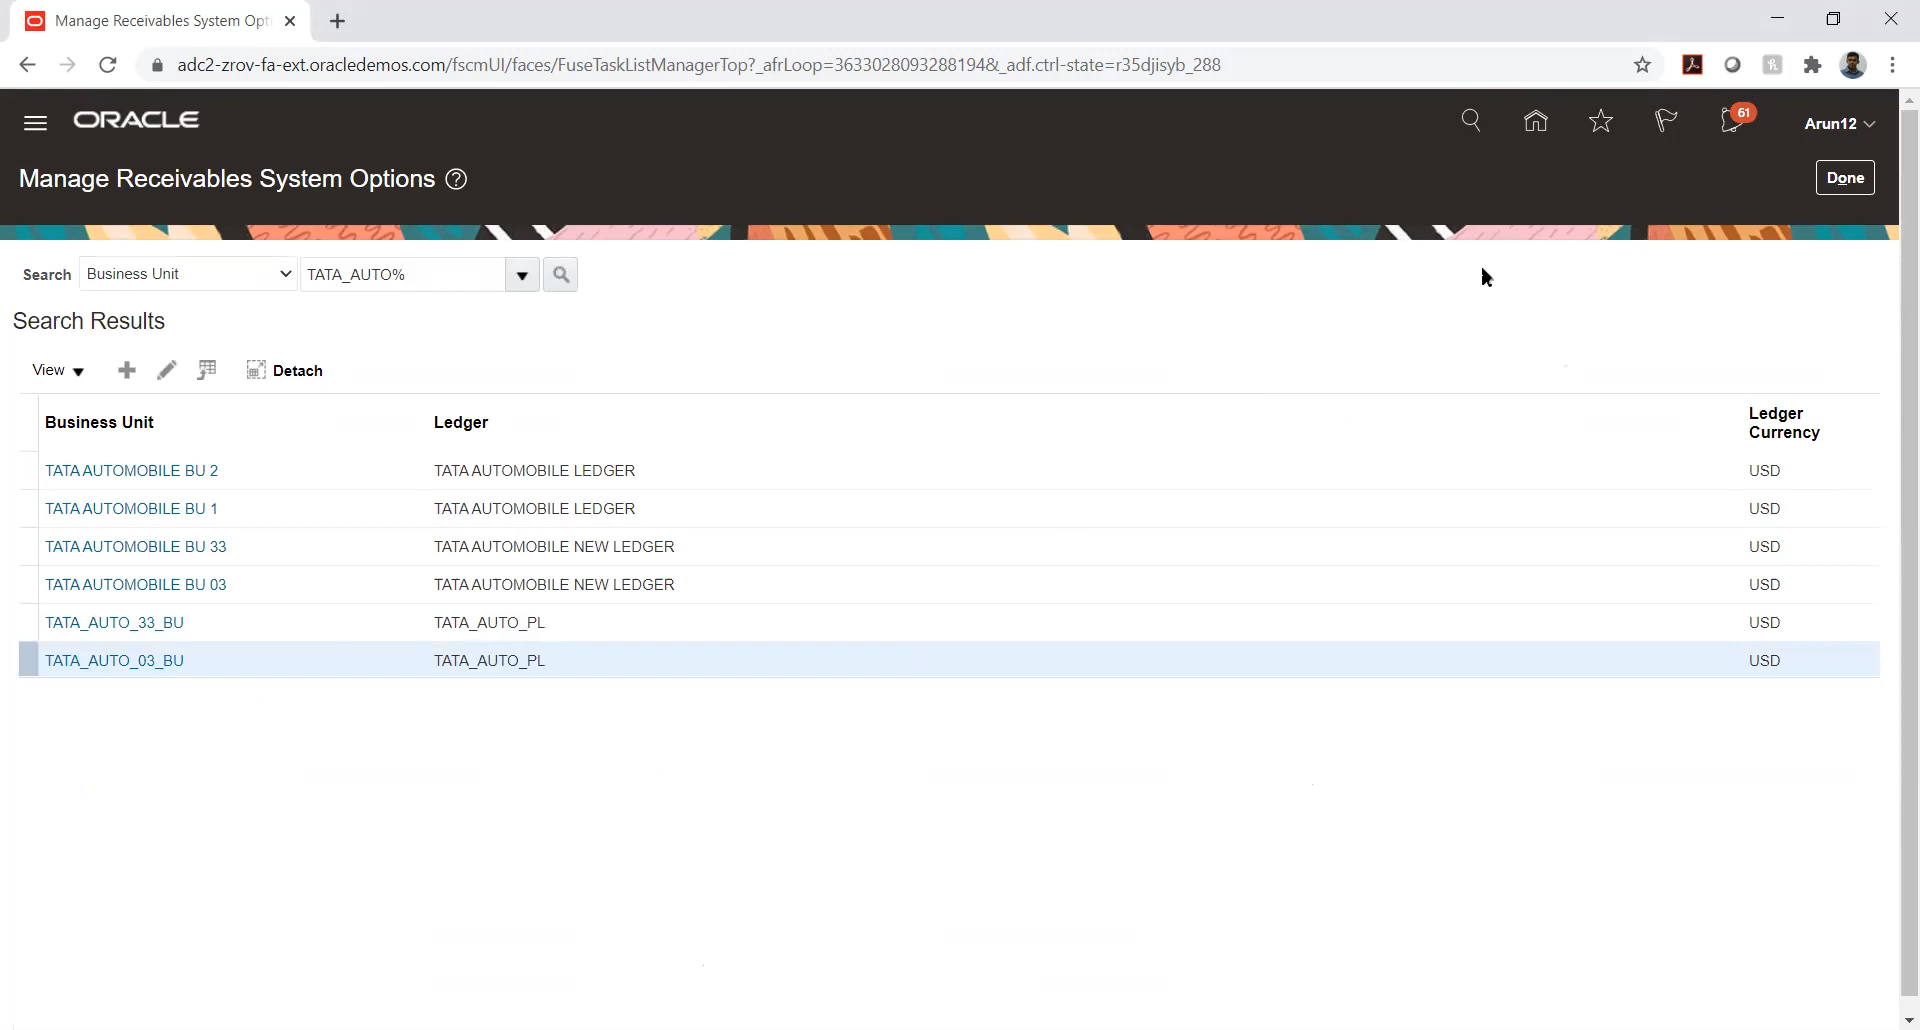 Manage Receivables System Opt
adc2-zrov-fa-ext.oracledemos.com/fscmUI/faces/FuseTaskListManagerTop?_afrLoop=36330280932881948&_adf.ctrl-state=r35djisyb_288
ORACLE
61
Arun12
Manage Receivables System Options
Done
Search Business Unit TATA_AUTO%
Search Results
View Detach
Business Unit Ledger Ledger Currency
TATA AUTOMOBILE BU 2 TATA AUTOMOBILE LEDGER USD
TATA AUTOMOBILE BU 1 TATA AUTOMOBILE LEDGER USD
TATA AUTOMOBILE BU 33 TATA AUTOMOBILE NEW LEDGER USD
TATA AUTOMOBILE BU 03 TATA AUTOMOBILE NEW LEDGER USD
TATA_AUTO_33_BU TATA_AUTO_PL USD
TATA_AUTO_03_BU TATA_AUTO_PL USD